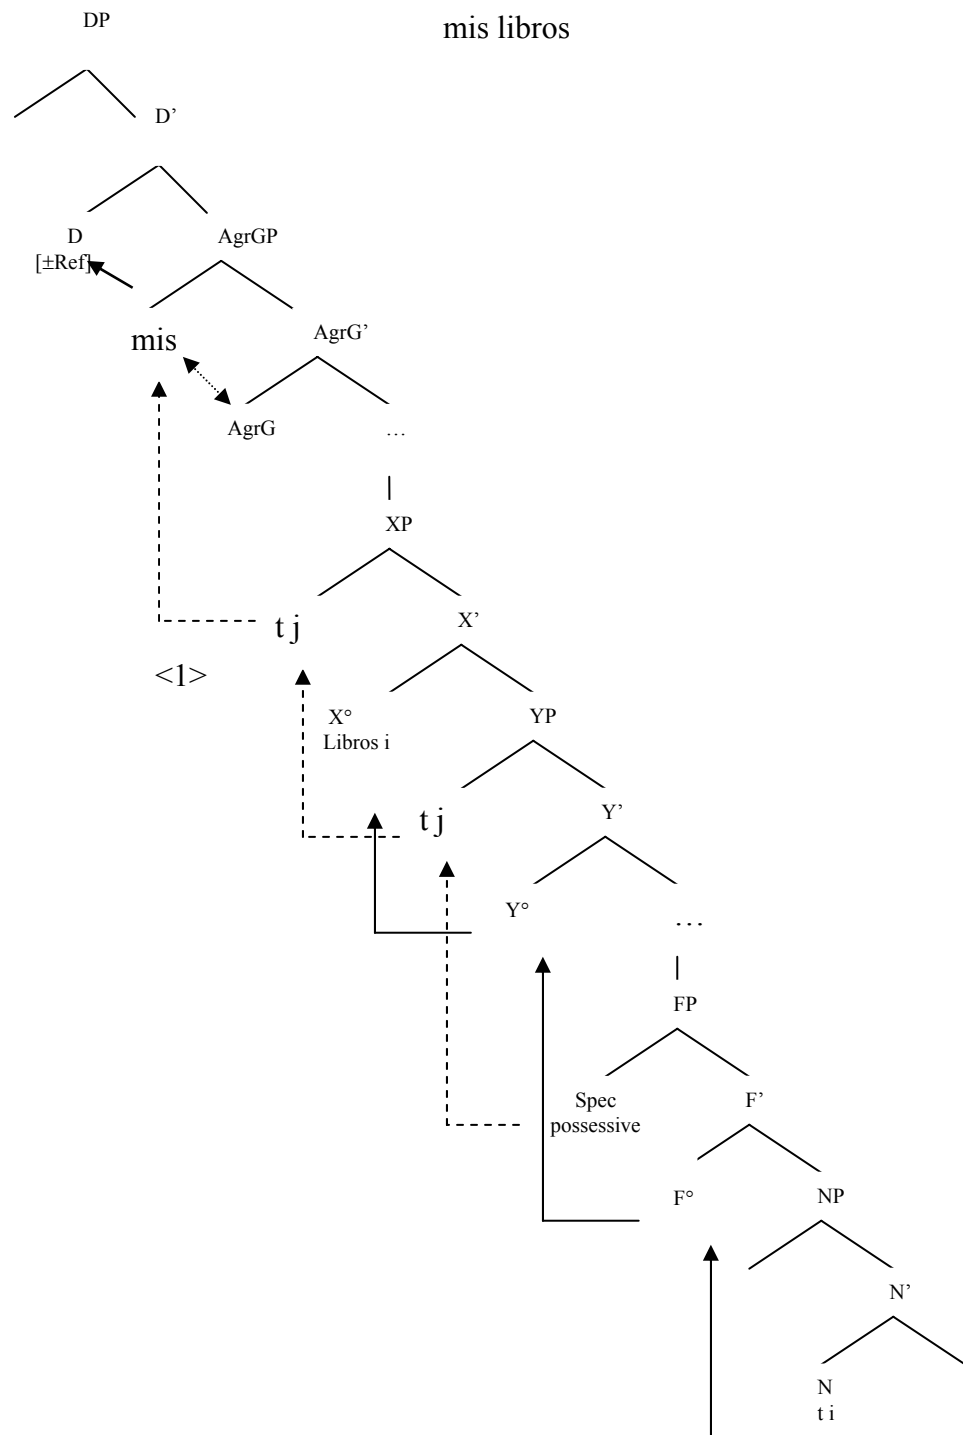 DP
mis libros
D’
D
AgrGP
[±Ref]
mis
AgrG’
AgrG
...
XP
t j
X’
<1>
X°
YP
Libros i
t j
Y’
Y°
...
FP
Spec
F’
possessive
F°
NP
N’
N
t i